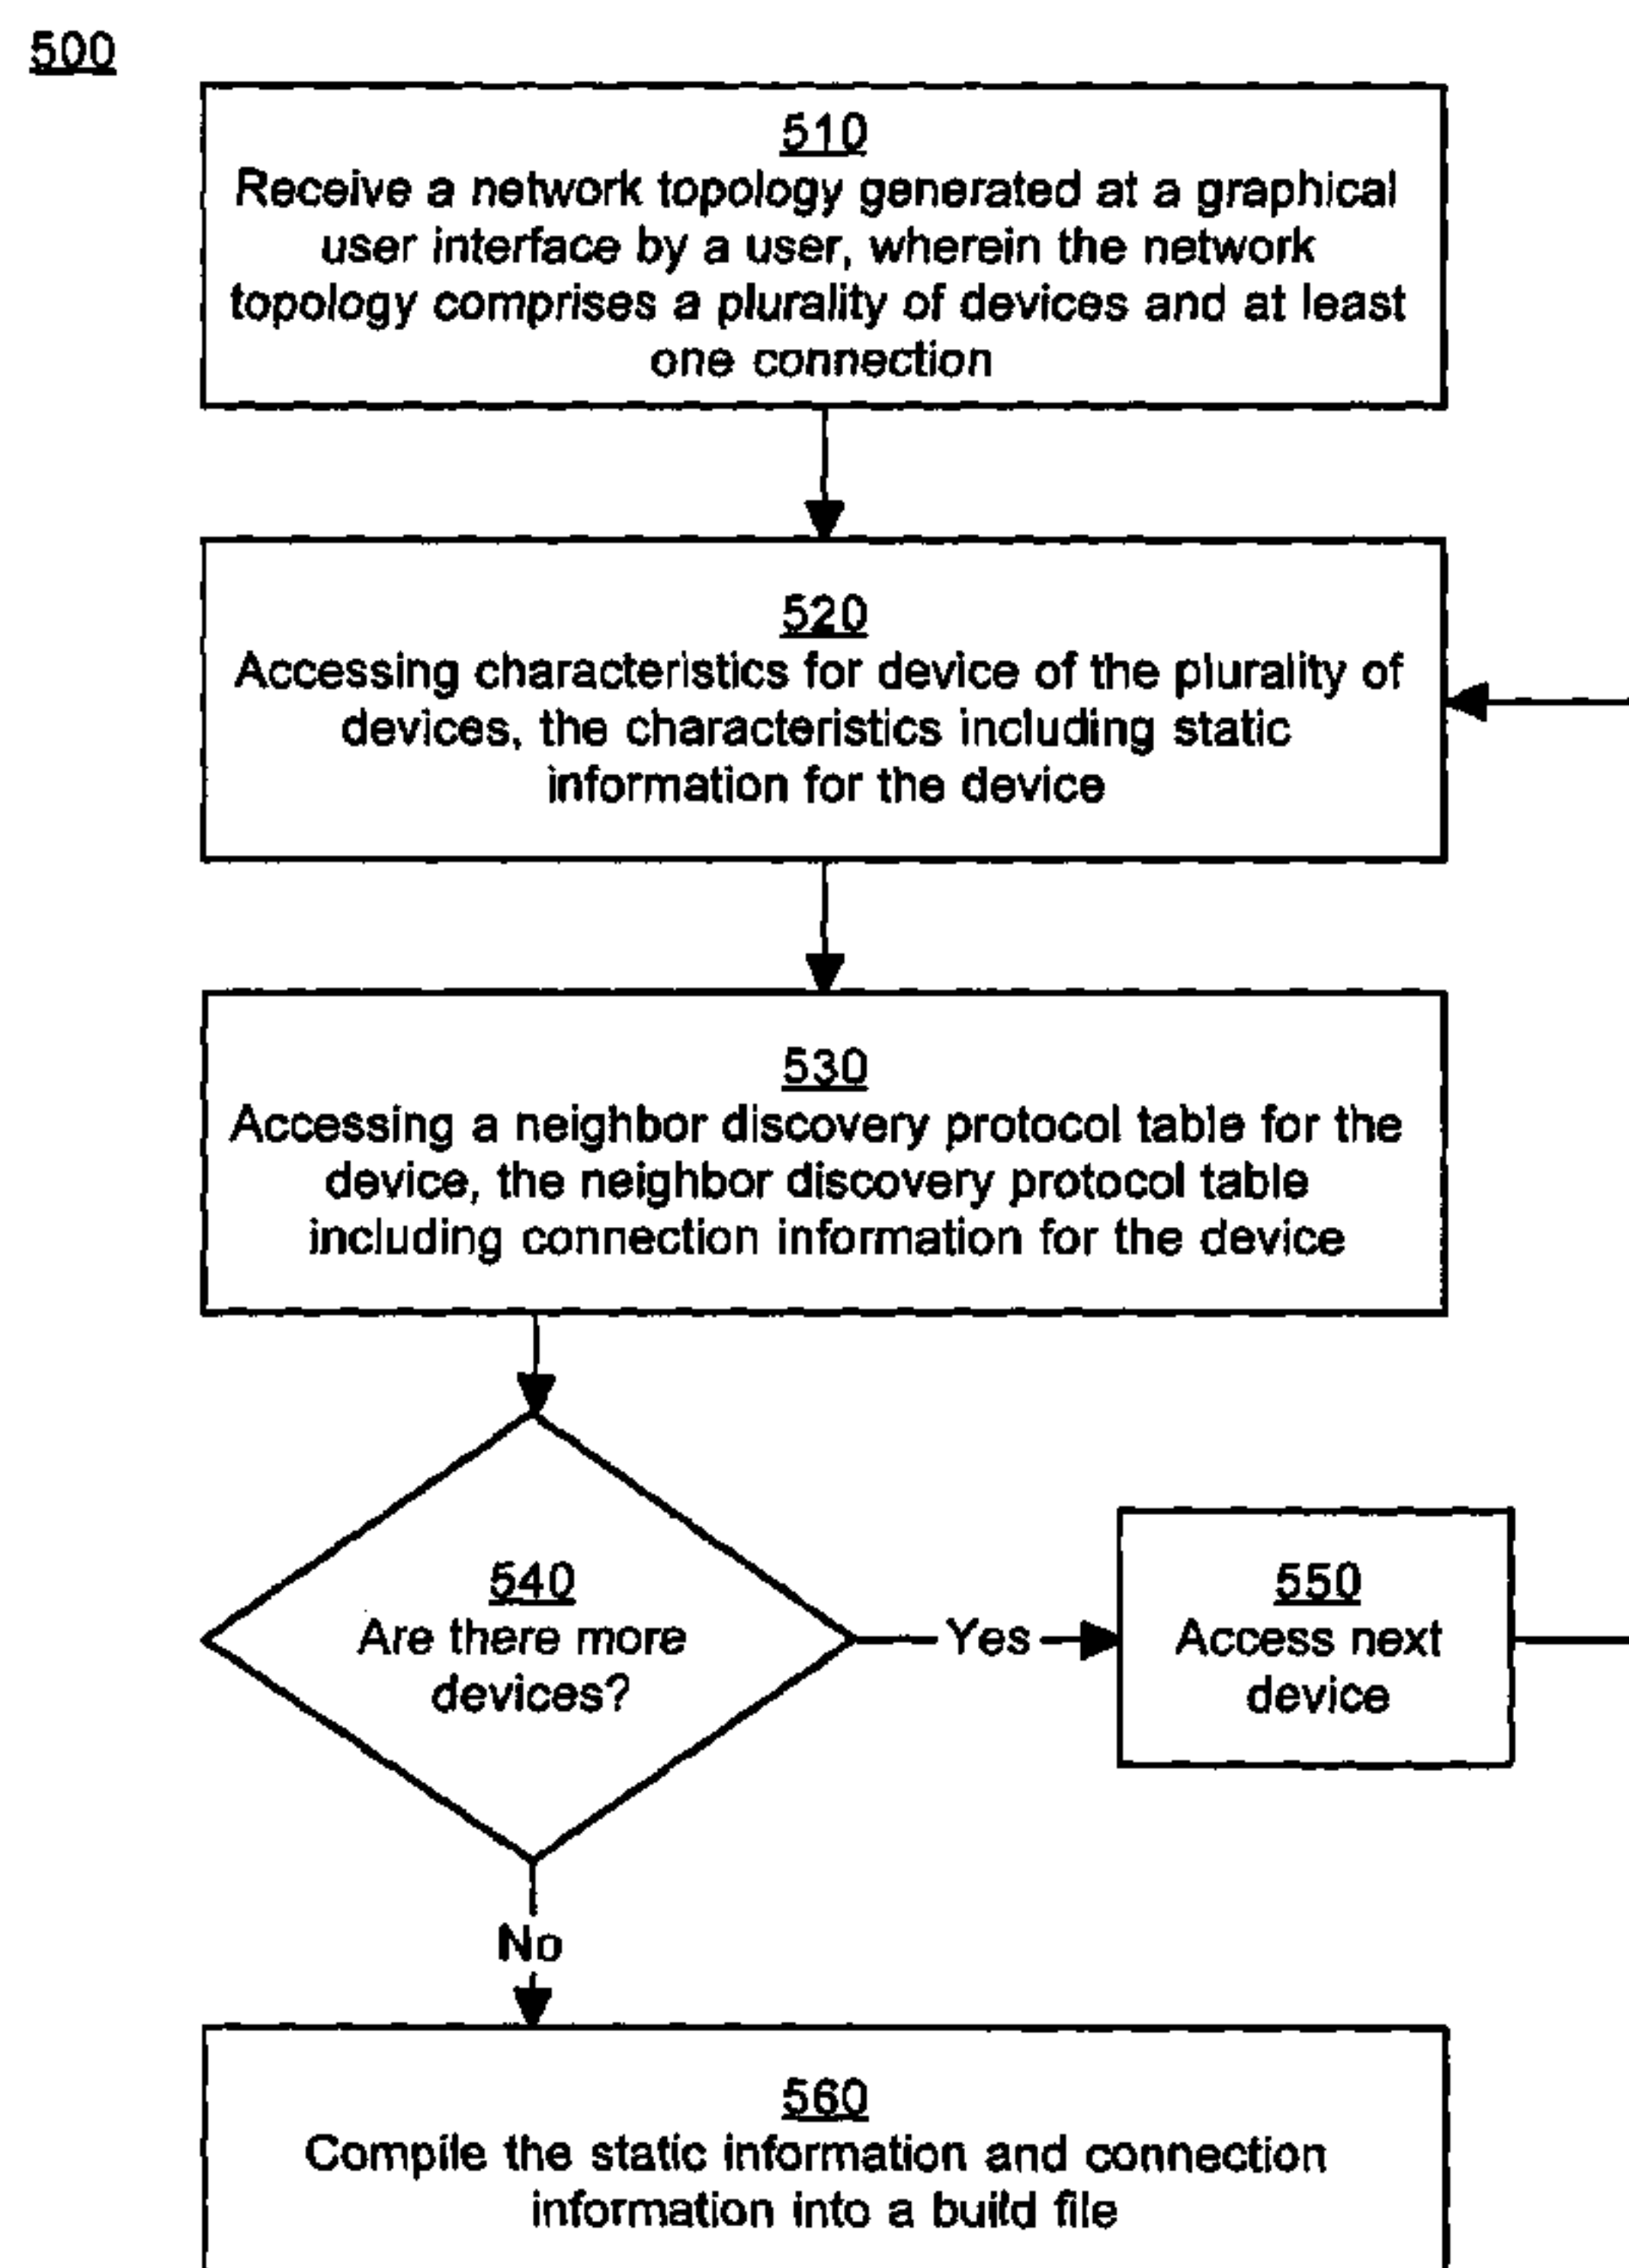 500
510
Receive a network topology generated at a graphical
user interface by a user, wherein the network
topology comprises a plurality of devices and at least
one connection
520
Accessing characteristics for device of the plurality of
devices, the characteristics including static
information for the device
530
Accessing a neighbor discovery protocol table for the
device, the neighbor discovery protocol table
including connection information for the device
540
Are there more
devices?
Yes
550
Access next
device
No
560
Compile the static information and connection
information into a build file